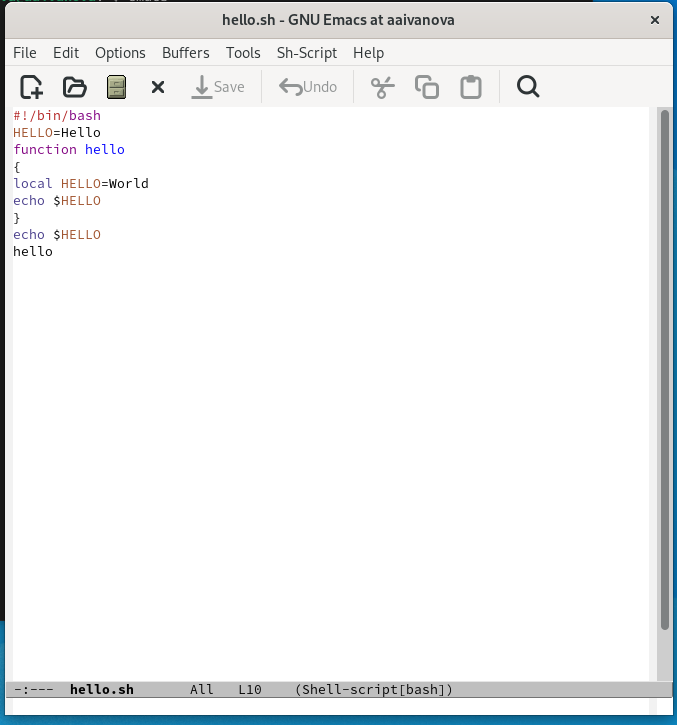 hello.sh - GNU Emacs at aaivanova
File Edit Options Buffers Tools Sh-Script Help
Save Undo
#!/bin/bash
HELLO=Hello
function hello
{
local HELLO=World
echo $HELLO
}
echo $HELLO
hello
-:--- hello.sh All L10 (Shell-script[bash])